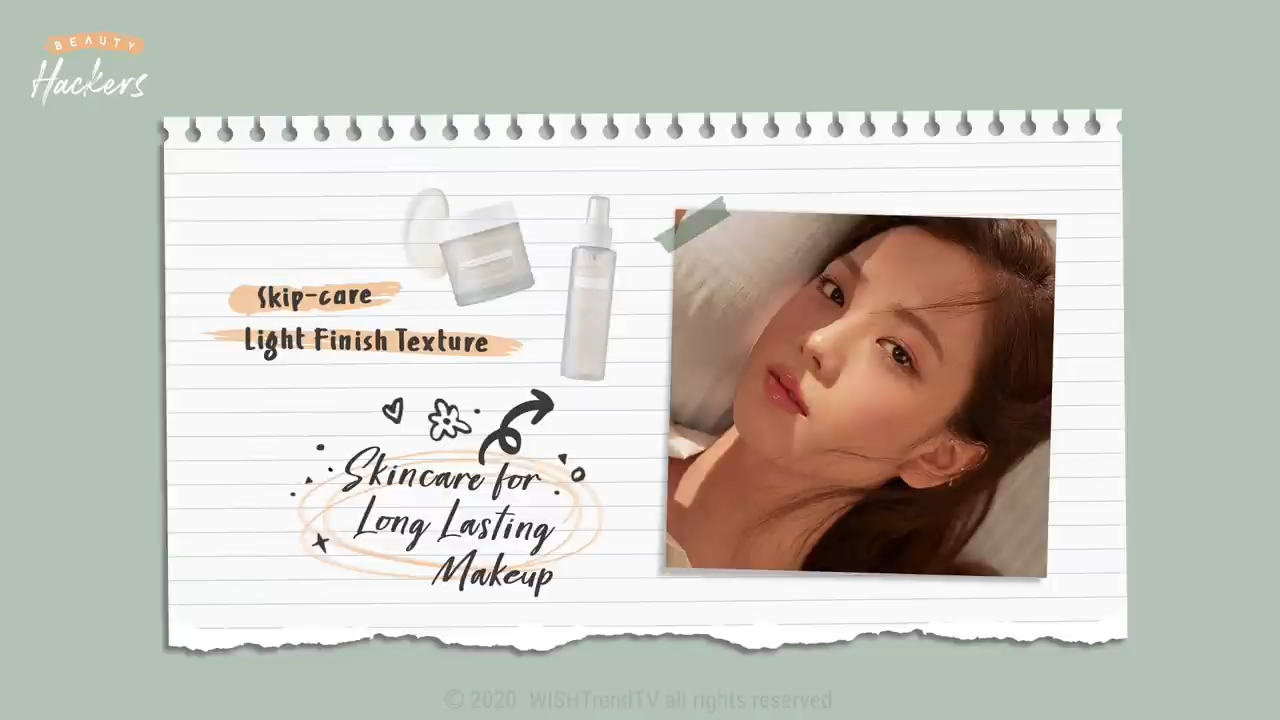 BEAUTY
Hackers
Skip-care
Light Finish Texture
Skincare for
Long Lasting
Makeup
© 2020 WISHTrendTV all rights reserved